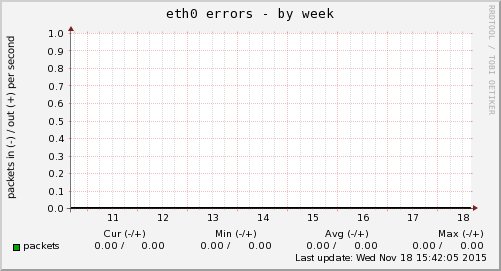 eth0 errors - by week
RRDTOOL / TOBI OETIKER
packets in (-) / out (+) per second
1.0
0.9
0.8
0.7
0.6
0.5
0.4
0.3
0.2
0.1
0.0
11 12 13 14 15 16 17 18
Cur (-/+) Min (-/+) Avg (-/+) Max (-/+)
packets 0.00 / 0.00 0.00 / 0.00 0.00 / 0.00 0.00 / 0.00
Last update: Wed Nov 18 15:42:05 2015